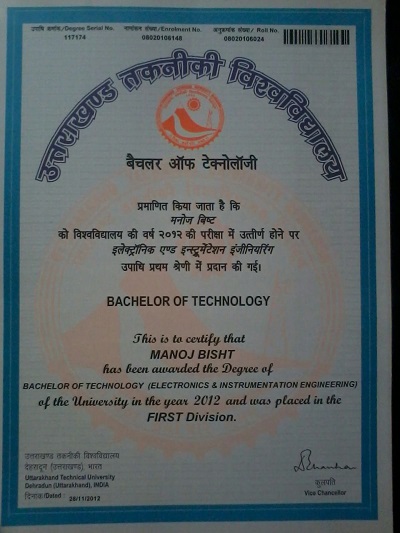 उपाधि क्रमांक./Degree Serial No. नामांकन संख्या/Enrolment No. अनुक्रमांक संख्या/ Roll No.
117174 08020106148 08020106024
उत्तराखण्ड तकनीकी विश्वविद्यालय
बैचलर ऑफ टेक्नोलॉजी
प्रमाणित किया जाता है कि
मनोज बिष्ट
को विश्वविद्यालय की वर्ष २०१२ की परीक्षा में उत्तीर्ण होने पर
इलेक्ट्रॉनिक एण्ड इन्स्ट्रूमेंटेशन इंजीनियरिंग
उपाधि प्रथम श्रेणी में प्रदान की गई।
BACHELOR OF TECHNOLOGY
This is to certify that
MANOJ BISHT
has been awarded the Degree of
BACHELOR OF TECHNOLOGY (ELECTRONICS & INSTRUMENTATION ENGINEERING)
of the University in the year 2012 and was placed in the
FIRST Division.
उत्तराखण्ड तकनीकी विश्वविद्यालय
देहरादून (उत्तराखण्ड), भारत
Uttarakhand Technical University
Dehradun (Uttarakhand), INDIA
दिनांक/Dated : 28/11/2012
कुलपति
Vice Chancellor